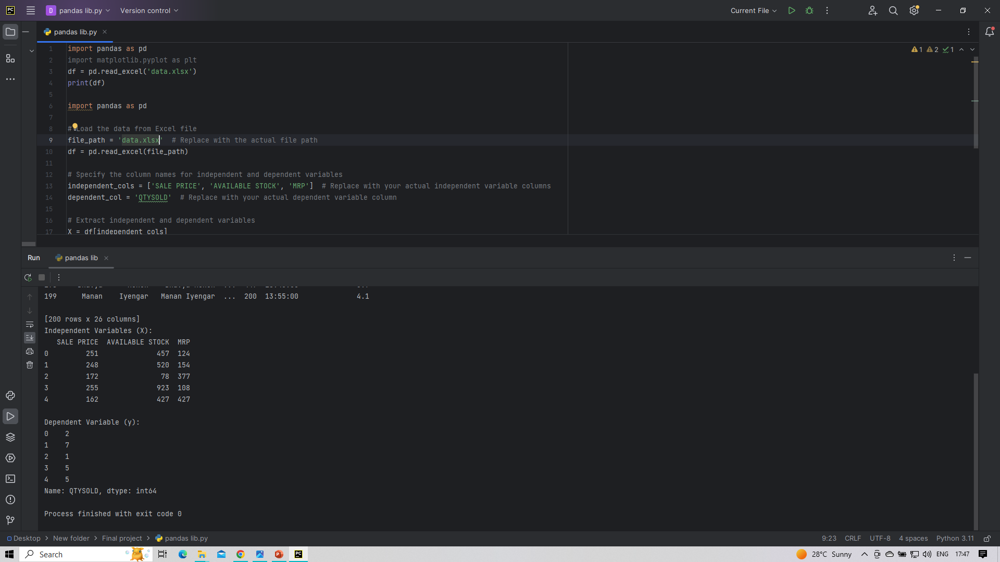 PC D pandas lib.py Version control Current File
pandas lib.py
1 import pandas as pd
2 import matplotlib.pyplot as plt
3 df = pd.read_excel('data.xlsx')
4 print(df)
5
6 import pandas as pd
7
8 # Load the data from Excel file
9 file_path = 'data.xlsx' # Replace with the actual file path
10 df = pd.read_excel(file_path)
11
12 # Specify the column names for independent and dependent variables
13 independent_cols = ['SALE PRICE', 'AVAILABLE STOCK', 'MRP'] # Replace with your actual independent variable columns
14 dependent_col = 'QTYSOLD' # Replace with your actual dependent variable column
15
16 # Extract independent and dependent variables
17 X = df[independent_cols]
1 2 1
Run pandas lib
199 Manan Iyengar Manan Iyengar ... 200 13:55:00 4.1
[200 rows x 26 columns]
Independent Variables (X):
SALE PRICE AVAILABLE STOCK MRP
0 251 457 124
1 248 520 154
2 172 78 377
3 255 923 108
4 162 427 427
Dependent Variable (y):
0 2
1 7
2 1
3 5
4 5
Name: QTYSOLD, dtype: int64
Process finished with exit code 0
Desktop > New folder > Final project > pandas lib.py 9:23 CRLF UTF-8 4 spaces Python 3.11
Search 28°C Sunny ENG 17:47